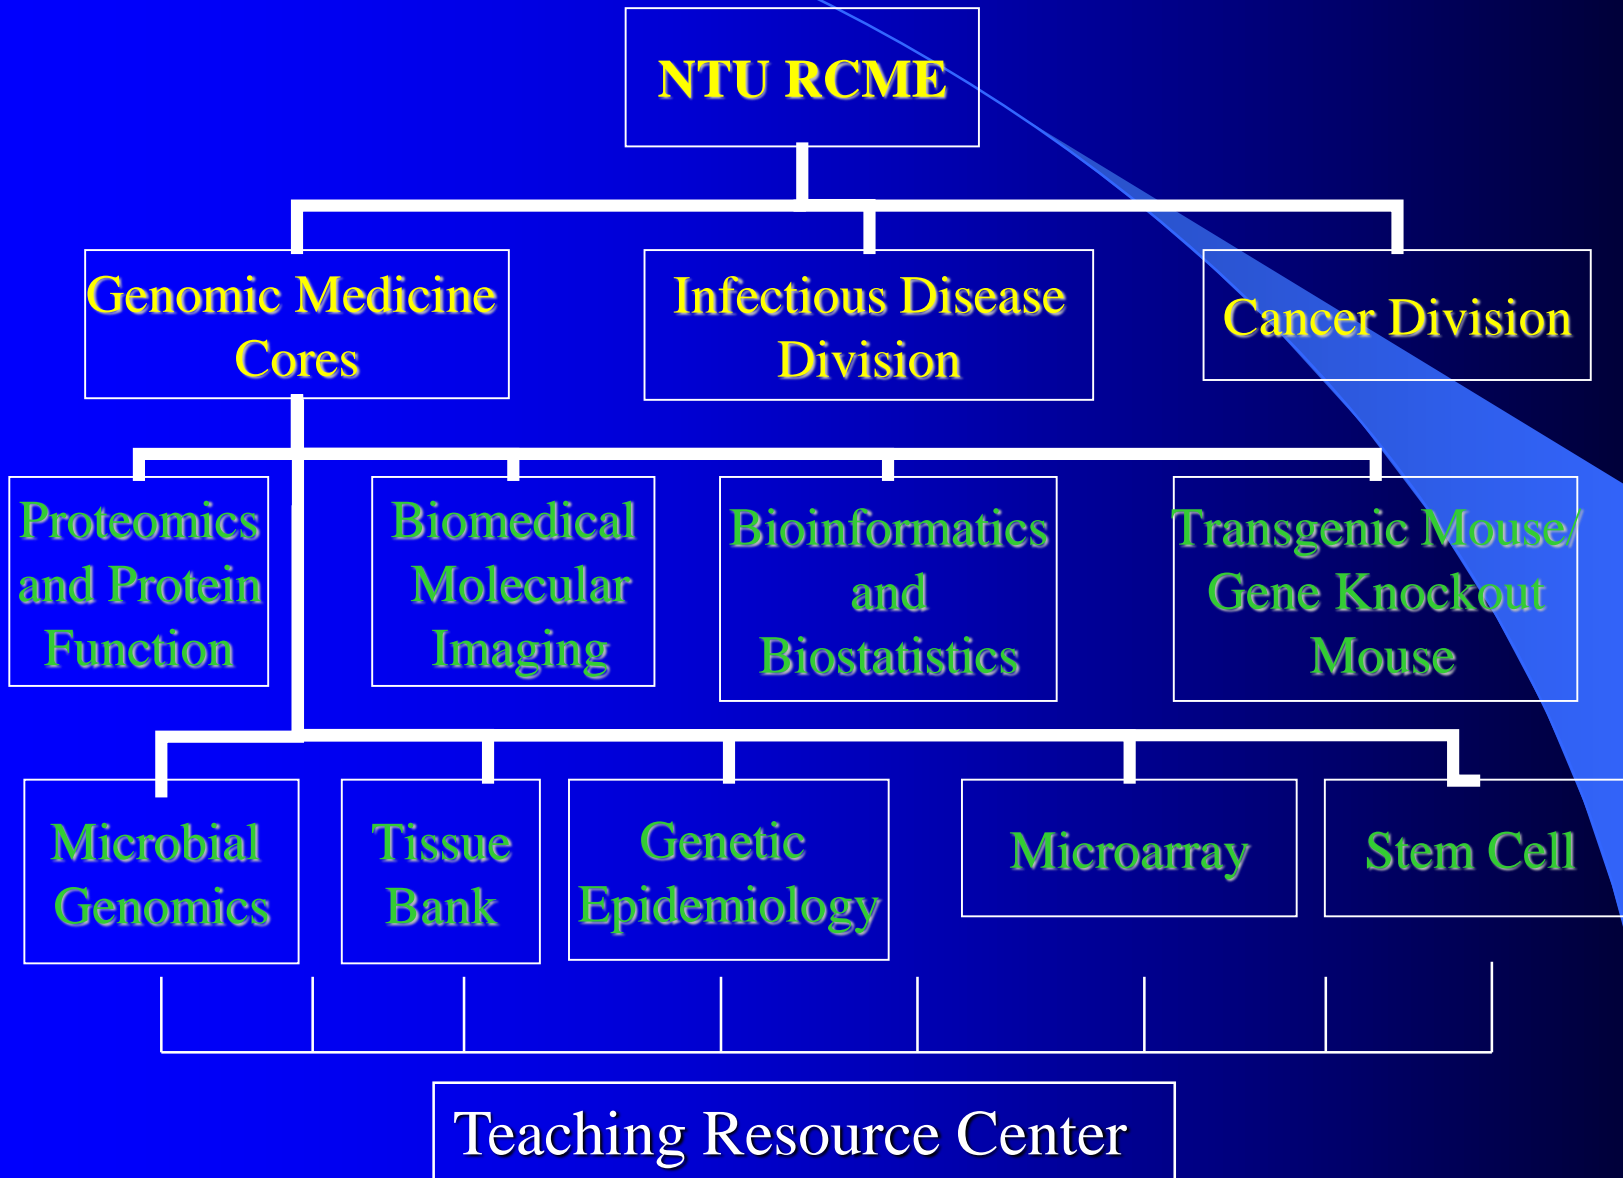 NTU RCME
Genomic Medicine
Cores
Infectious Disease
Division
Cancer Division
Proteomics
and Protein
Function
Biomedical
Molecular
Imaging
Bioinformatics
and
Biostatistics
Transgenic Mouse/
Gene Knockout
Mouse
Microbial
Genomics
Tissue
Bank
Genetic
Epidemiology
Microarray
Stem Cell
Teaching Resource Center